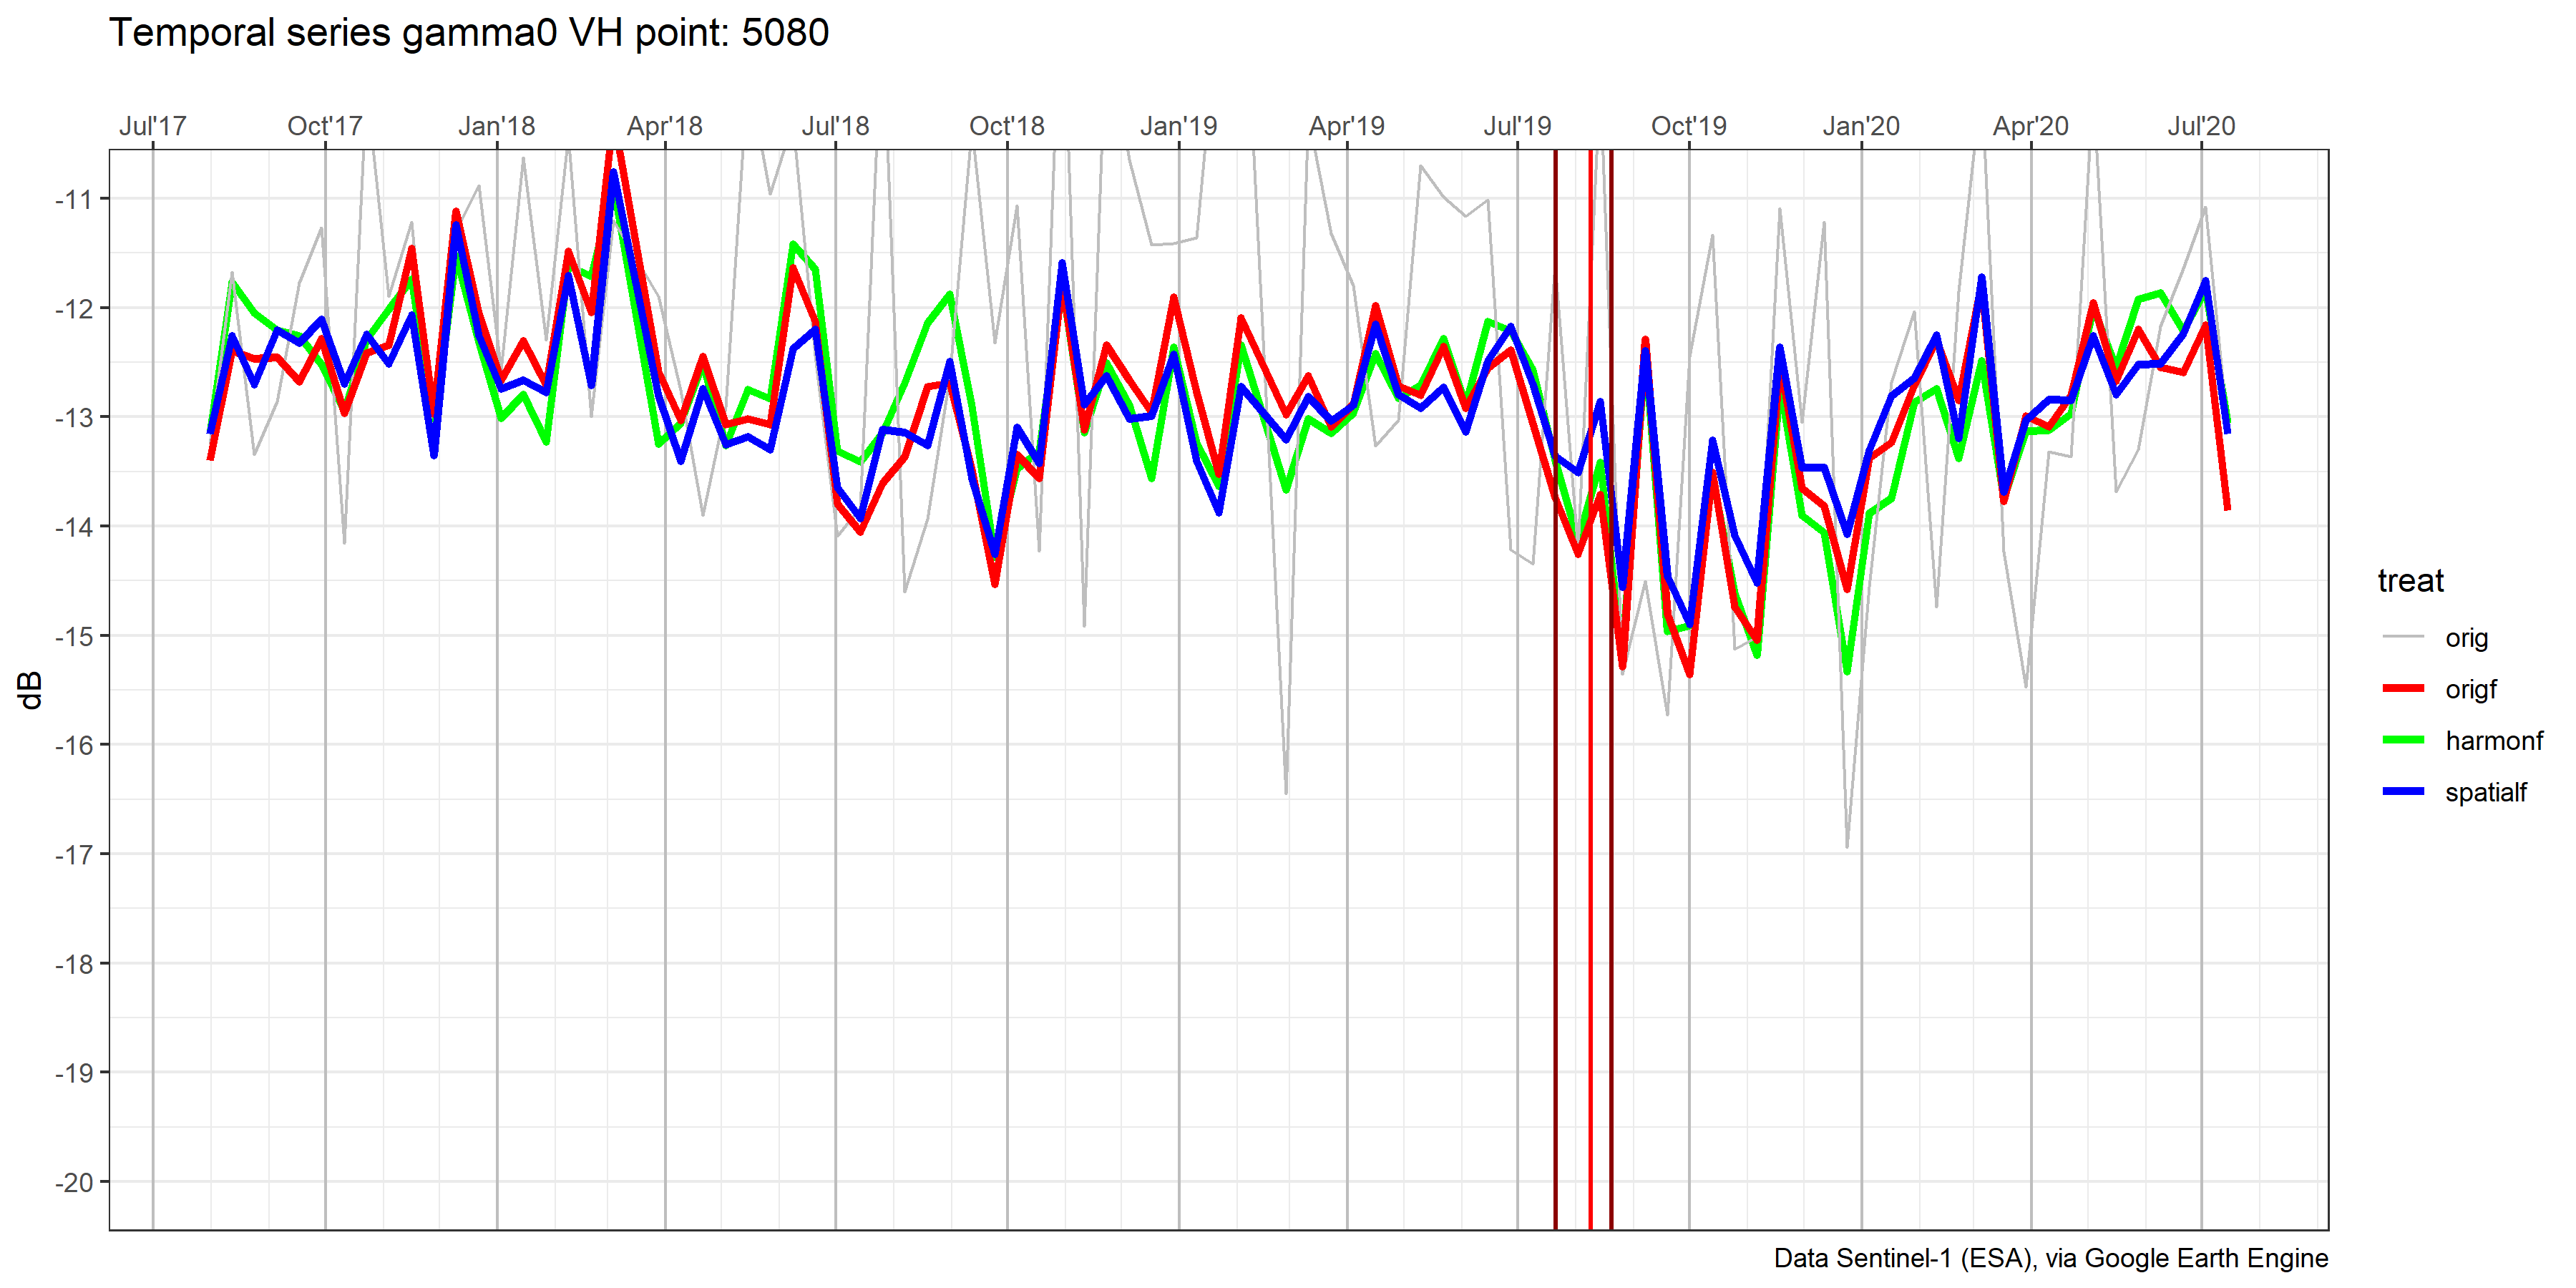 Temporal series gamma0 VH point: 5080
Jul'17 Oct'17 Jan'18 Apr'18 Jul'18 Oct'18 Jan'19 Apr'19 Jul'19 Oct'19 Jan'20 Apr'20 Jul'20
-11
-12
-13
-14
-15
-16
-17
-18
-19
-20
dB
treat
orig
origf
harmonf
spatialf
Data Sentinel-1 (ESA), via Google Earth Engine